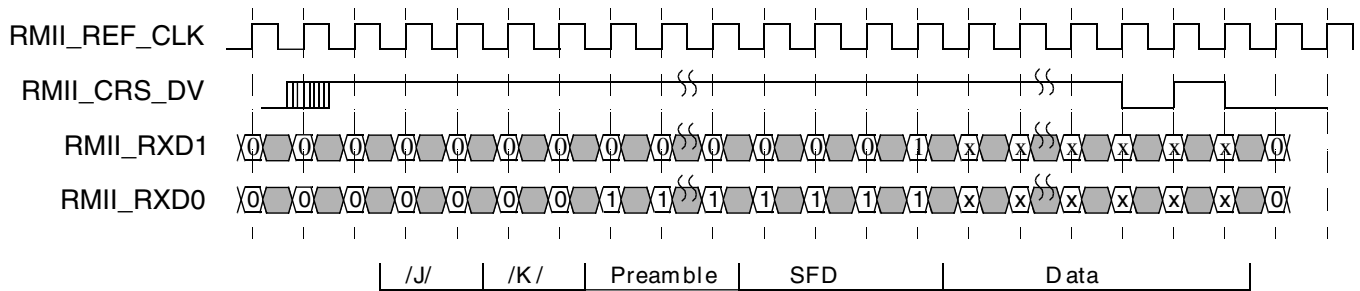 RMII_REF_CLK
RMII_CRS_DV
RMII_RXD1 0 0 0 0 0 0 0 0 0 0 0 0 0 1 x x x x x x 0
RMII_RXD0 0 0 0 0 0 0 0 1 1 1 1 1 1 1 x x x x x x 0
/J/ /K/ Preamble SFD Data